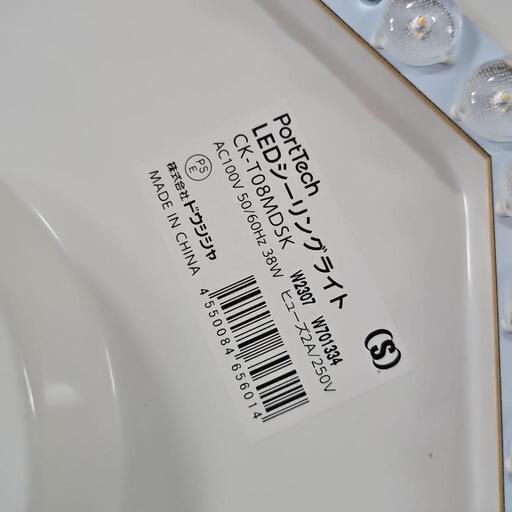 PortTech
LEDシーリングライト
CK-T08MDSK
AC100V 50/60Hz 38W ヒューズ2A/250V
W2307 W701334
PS
E
株式会社ドウシシャ
MADE IN CHINA
4 550084 656014
(S)